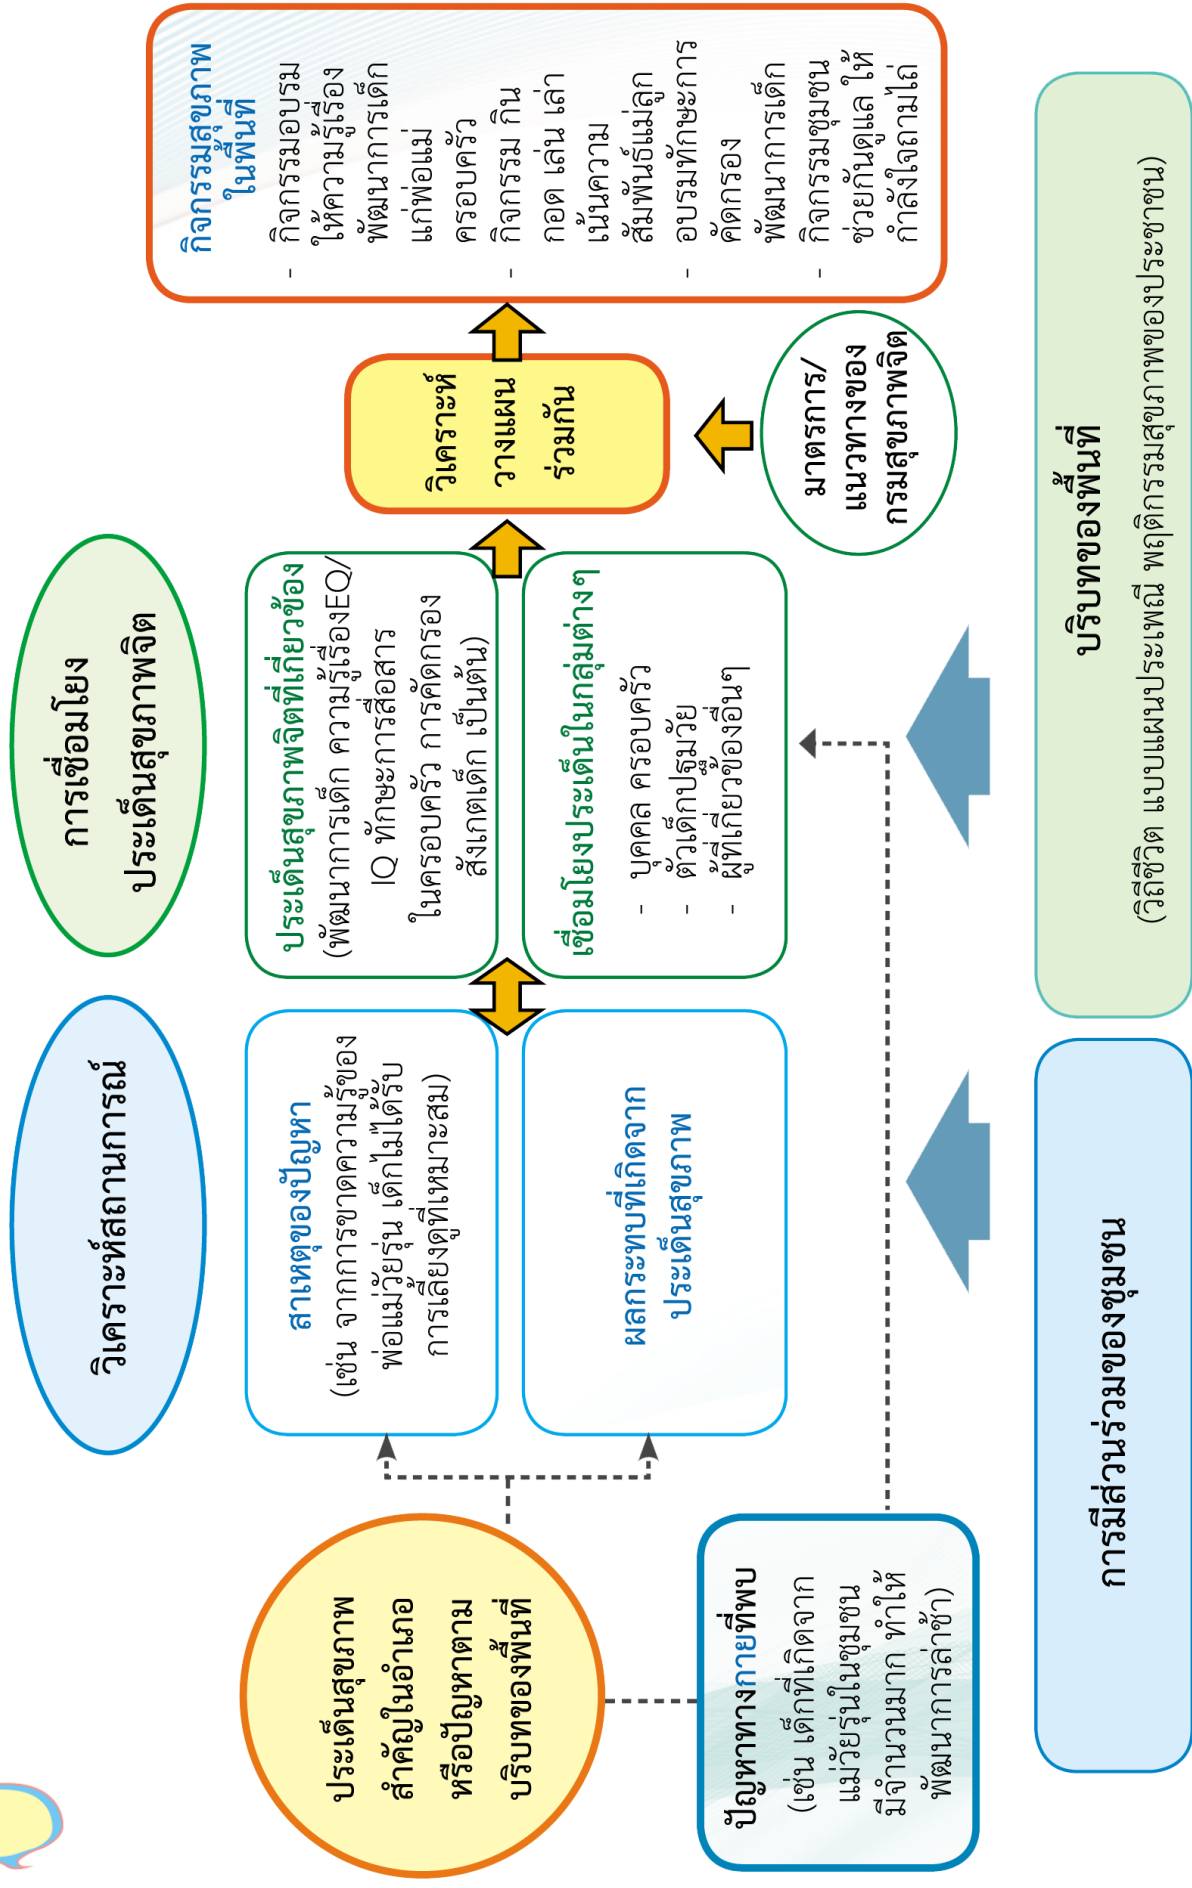 วิเคราะห์สถานการณ์
การเชื่อมโยง
ประเด็นสุขภาพจิต
ประเด็นสุขภาพ
สำคัญในอำเภอ
หรือปัญหาตาม
บริบทของพื้นที่
ปัญหาทางกายที่พบ
(เช่น เด็กที่เกิดจาก
แม่วัยรุ่นในชุมชน
มีจำนวนมาก ทำให้
พัฒนาการล่าช้า)
สาเหตุของปัญหา
(เช่น จากการขาดความรู้ของ
พ่อแม่วัยรุ่น เด็กไม่ได้รับ
การเลี้ยงดูที่เหมาะสม)
ผลกระทบที่เกิดจาก
ประเด็นสุขภาพ
ประเด็นสุขภาพจิตที่เกี่ยวข้อง
(พัฒนาการเด็ก ความรู้เรื่องEQ/
IQ ทักษะการสื่อสาร
ในครอบครัว การคัดกรอง
สังเกตเด็ก เป็นต้น)
เชื่อมโยงประเด็นในกลุ่มต่างๆ
- บุคคล ครอบครัว
- ตัวเด็กปฐมวัย
- ผู้ที่เกี่ยวข้องอื่นๆ
วิเคราะห์
วางแผน
ร่วมกัน
มาตรการ/
แนวทางของ
กรมสุขภาพจิต
กิจกรรมสุขภาพ
ในพื้นที่
- กิจกรรมอบรม
ให้ความรู้เรื่อง
พัฒนาการเด็ก
แก่พ่อแม่
ครอบครัว
- กิจกรรม กิน
กอด เล่น เล่า
เน้นความ
สัมพันธ์แม่ลูก
- อบรมทักษะการ
คัดกรอง
พัฒนาการเด็ก
- กิจกรรมชุมชน
ช่วยกันดูแล ให้
กำลังใจถามไถ่
การมีส่วนร่วมของชุมชน
บริบทของพื้นที่
(วิถีชีวิต แบบแผนประเพณี พฤติกรรมสุขภาพของประชาชน)